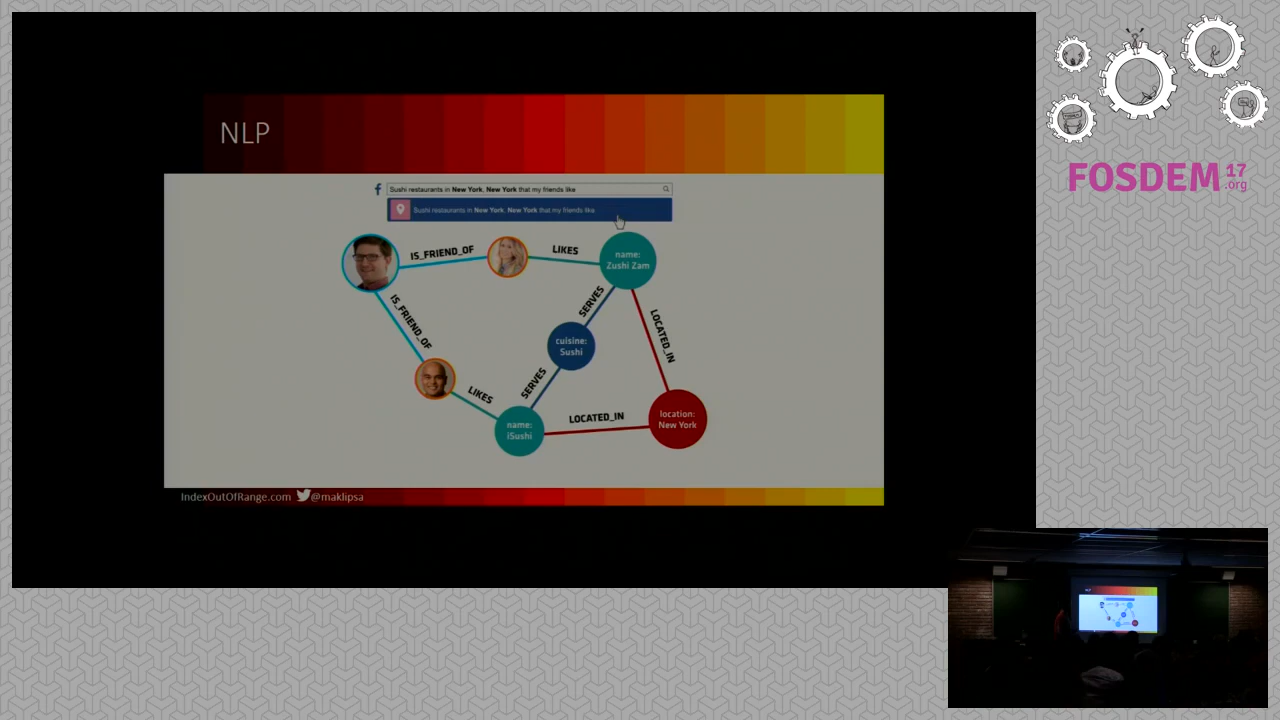 NLP
Sushi restaurants in New York, New York that my friends like
Sushi restaurants in New York, New York that my friends like
IS_FRIEND_OF
LIKES
name:
Zushi Zam
IS_FRIEND_OF
SERVES
LOCATED_IN
cuisine:
Sushi
SERVES
LIKES
name:
iSushi
LOCATED_IN
location:
New York
IndexOutOfRange.com @maklipsa
FOSDEM 17
.org